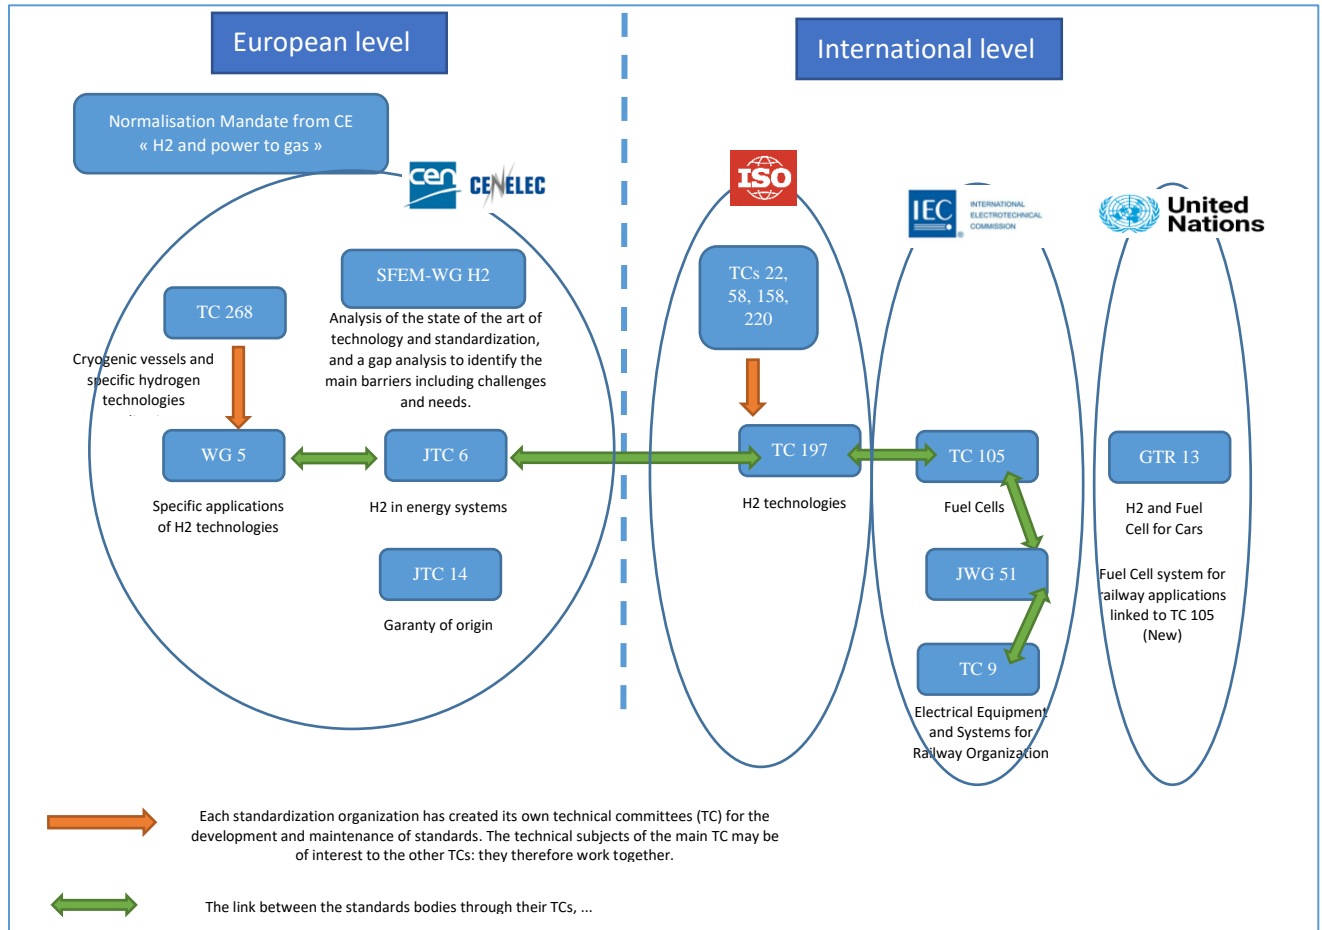 European level
International level
Normalisation Mandate from CE
« H2 and power to gas »
cen
CENELEC
ISO
IEC
INTERNATIONAL
ELECTROTECHNICAL
COMMISSION
®
United
Nations
SFEM-WG H2
Analysis of the state of the art of
technology and standardization,
and a gap analysis to identify the
main barriers including challenges
and needs.
TC 268
Cryogenic vessels and
specific hydrogen
technologies
TCs 22,
58, 158,
220
WG 5
Specific applications
of H2 technologies
JTC 6
H2 in energy systems
JTC 14
Garanty of origin
TC 197
H2 technologies
TC 105
Fuel Cells
JWG 51
TC 9
Electrical Equipment
and Systems for
Railway Organization
GTR 13
H2 and Fuel
Cell for Cars
Fuel Cell system for
railway applications
linked to TC 105
(New)
Each standardization organization has created its own technical committees (TC) for the
development and maintenance of standards. The technical subjects of the main TC may be
of interest to the other TCs: they therefore work together.
The link between the standards bodies through their TCs, ...